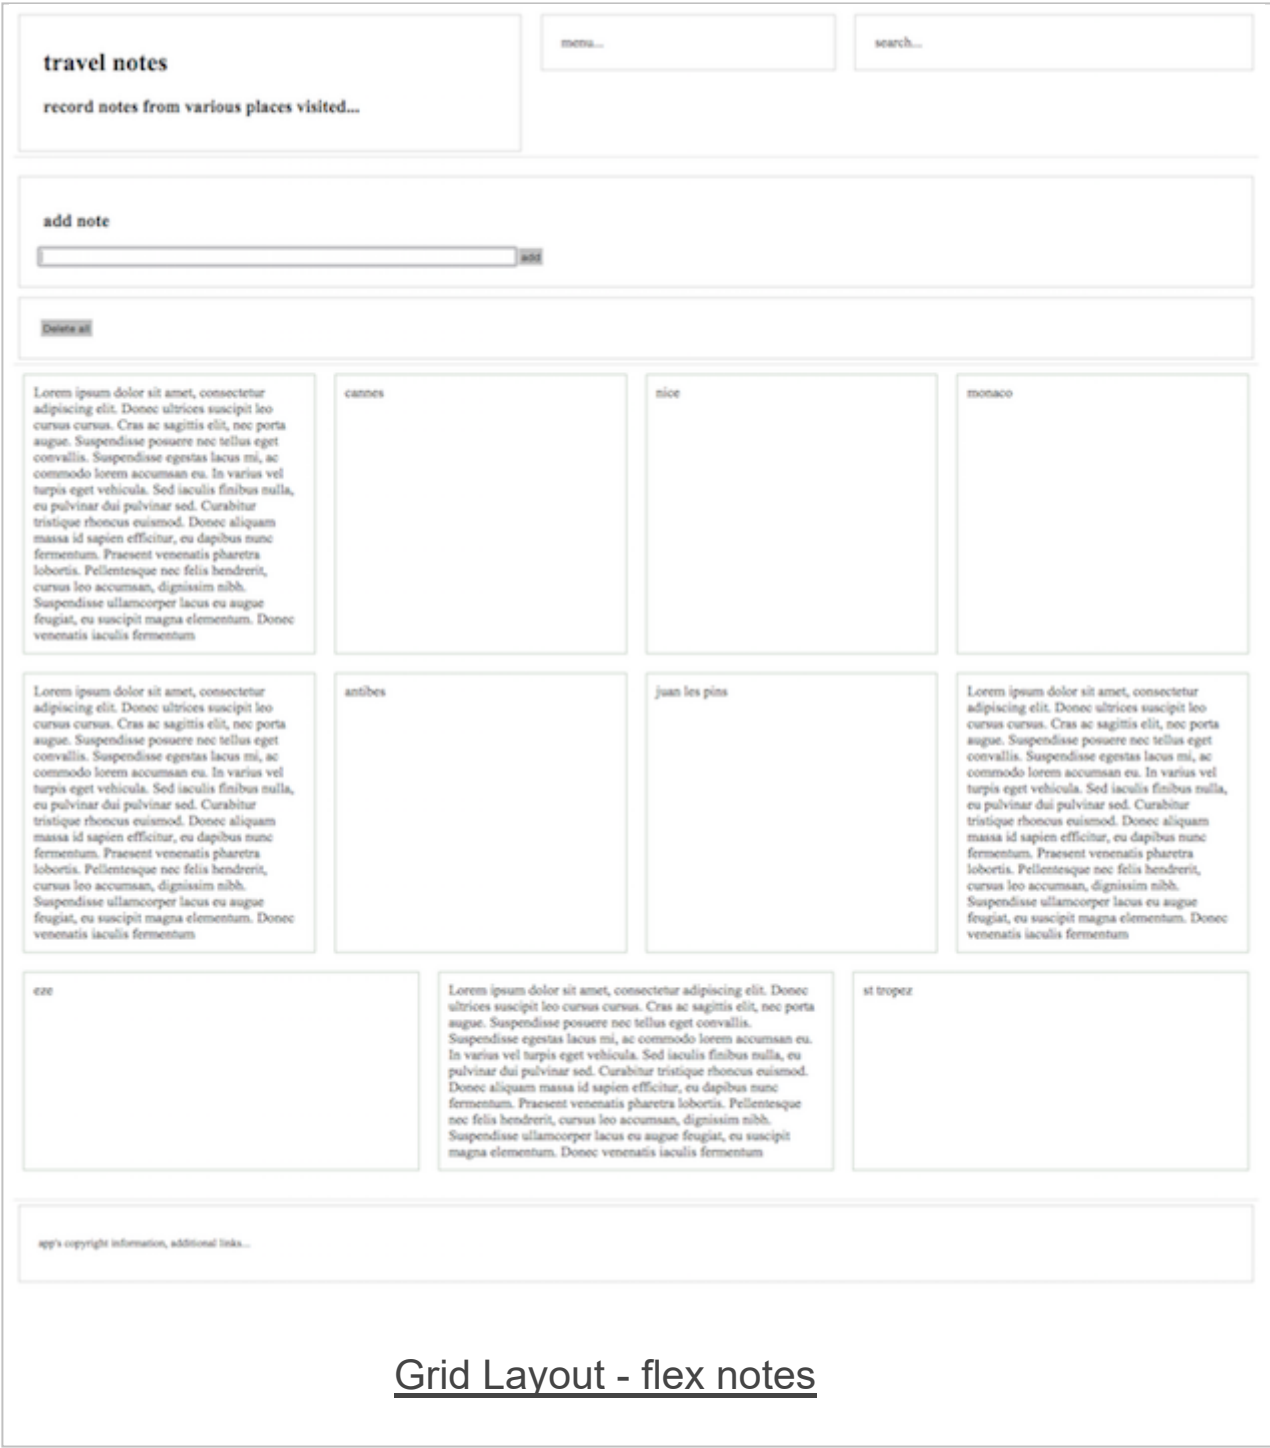 travel notes
menu...
search...
record notes from various places visited...
add note
add
Delete all
Lorem ipsum dolor sit amet, consectetur
adipiscing elit. Donec ultrices suscipit leo
cursus cursus. Cras ac sagittis elit, nec porta
augue. Suspendisse posuere nec tellus eget
convallis. Suspendisse egestas lacus mi, ac
commodo lorem accumsan eu. In varius vel
turpis eget vehicula. Sed iaculis finibus nulla,
eu pulvinar dui pulvinar sed. Curabitur
tristique rhoncus euismod. Donec aliquam
massa id sapien efficitur, eu dapibus nunc
fermentum. Praesent venenatis pharetra
lobortis. Pellentesque nec felis hendrerit,
cursus leo accumsan, dignissim nibh.
Suspendisse ullamcorper lacus eu augue
feugiat, eu suscipit magna elementum. Donec
venenatis iaculis fermentum
cannes
nice
monaco
Lorem ipsum dolor sit amet, consectetur
adipiscing elit. Donec ultrices suscipit leo
cursus cursus. Cras ac sagittis elit, nec porta
augue. Suspendisse posuere nec tellus eget
convallis. Suspendisse egestas lacus mi, ac
commodo lorem accumsan eu. In varius vel
turpis eget vehicula. Sed iaculis finibus nulla,
eu pulvinar dui pulvinar sed. Curabitur
tristique rhoncus euismod. Donec aliquam
massa id sapien efficitur, eu dapibus nunc
fermentum. Praesent venenatis pharetra
lobortis. Pellentesque nec felis hendrerit,
cursus leo accumsan, dignissim nibh.
Suspendisse ullamcorper lacus eu augue
feugiat, eu suscipit magna elementum. Donec
venenatis iaculis fermentum
antibes
juan les pins
Lorem ipsum dolor sit amet, consectetur
adipiscing elit. Donec ultrices suscipit leo
cursus cursus. Cras ac sagittis elit, nec porta
augue. Suspendisse posuere nec tellus eget
convallis. Suspendisse egestas lacus mi, ac
commodo lorem accumsan eu. In varius vel
turpis eget vehicula. Sed iaculis finibus nulla,
eu pulvinar dui pulvinar sed. Curabitur
tristique rhoncus euismod. Donec aliquam
massa id sapien efficitur, eu dapibus nunc
fermentum. Praesent venenatis pharetra
lobortis. Pellentesque nec felis hendrerit,
cursus leo accumsan, dignissim nibh.
Suspendisse ullamcorper lacus eu augue
feugiat, eu suscipit magna elementum. Donec
venenatis iaculis fermentum
eze
Lorem ipsum dolor sit amet, consectetur adipiscing elit. Donec
ultrices suscipit leo cursus cursus. Cras ac sagittis elit, nec porta
augue. Suspendisse posuere nec tellus eget convallis.
Suspendisse egestas lacus mi, ac commodo lorem accumsan eu.
In varius vel turpis eget vehicula. Sed iaculis finibus nulla, eu
pulvinar dui pulvinar sed. Curabitur tristique rhoncus euismod.
Donec aliquam massa id sapien efficitur, eu dapibus nunc
fermentum. Praesent venenatis pharetra lobortis. Pellentesque
nec felis hendrerit, cursus leo accumsan, dignissim nibh.
Suspendisse ullamcorper lacus eu augue feugiat, eu suscipit
magna elementum. Donec venenatis iaculis fermentum
st tropez
app's copyright information, additional links...
Grid Layout - flex notes